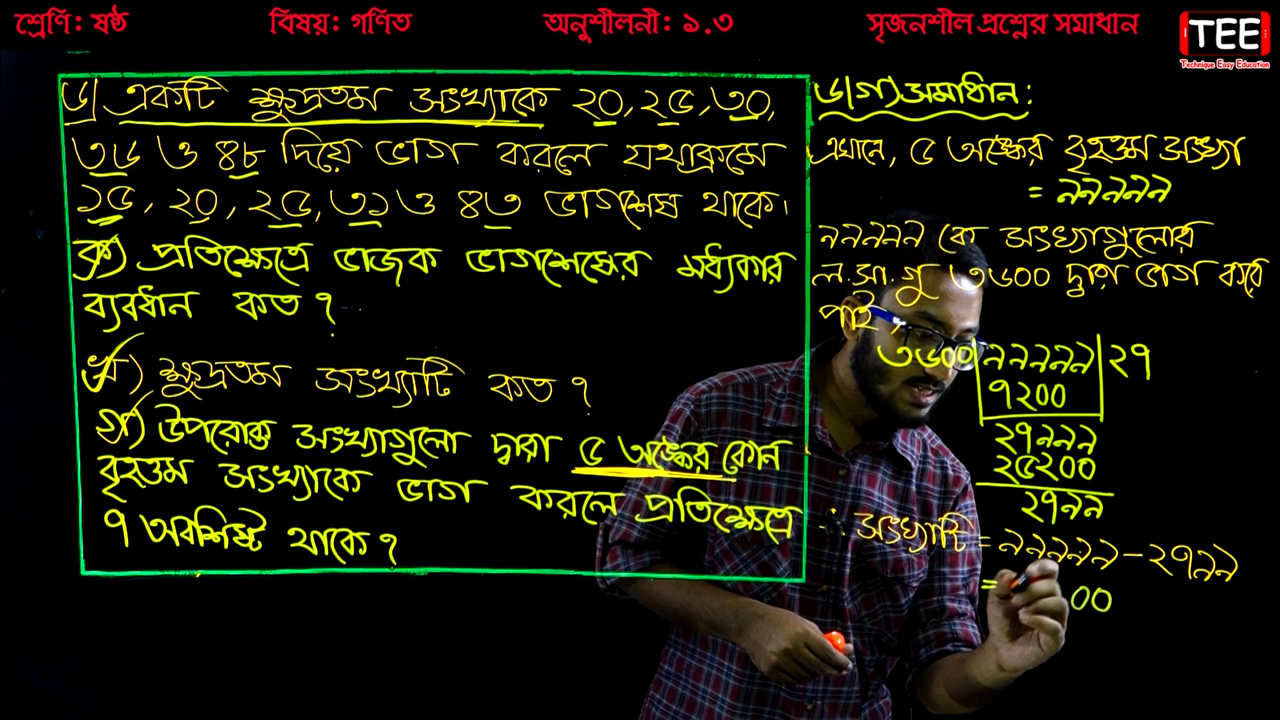 শ্রেণি: ষষ্ঠ
বিষয়: গণিত
অনুশীলনী: ১.৩
সৃজনশীল প্রশ্নের সমাধান
TEE
Technique Easy Education
৬| একটি ক্ষুদ্রতম সংখ্যাকে ২০, ২৫, ৩০,
৩৬ ও ৪৮ দিয়ে ভাগ করলে যথাক্রমে
১৫, ২০, ২৫, ৩১ ও ৪৩ ভাগশেষ থাকে।
ক) প্রতিক্ষেত্রে ভাজক ভাগশেষের মধ্যকার
ব্যবধান কত ?
খ) ক্ষুদ্রতম সংখ্যাটি কত ?
গ) উপরোক্ত সংখ্যাগুলো দ্বারা ৫ অঙ্কের কোন
বৃহত্তম সংখ্যাকে ভাগ করলে প্রতিক্ষেত্রে
৭ অবশিষ্ট থাকে ?
৬|গ) সমাধান:
এখানে, ৫ অঙ্কের বৃহত্তম সংখ্যা
= ৯৯৯৯৯
৯৯৯৯৯ কে সংখ্যাগুলোর
ল.সা.গু ৩৬০০ দ্বারা ভাগ করে
পাই,
৩৬০০|৯৯৯৯৯|২৭
৭২০০
২৭৯৯৯
২৫২০০
২৭৯৯
∴ সংখ্যাটি = ৯৯৯৯৯ - ২৭৯৯
= ০০